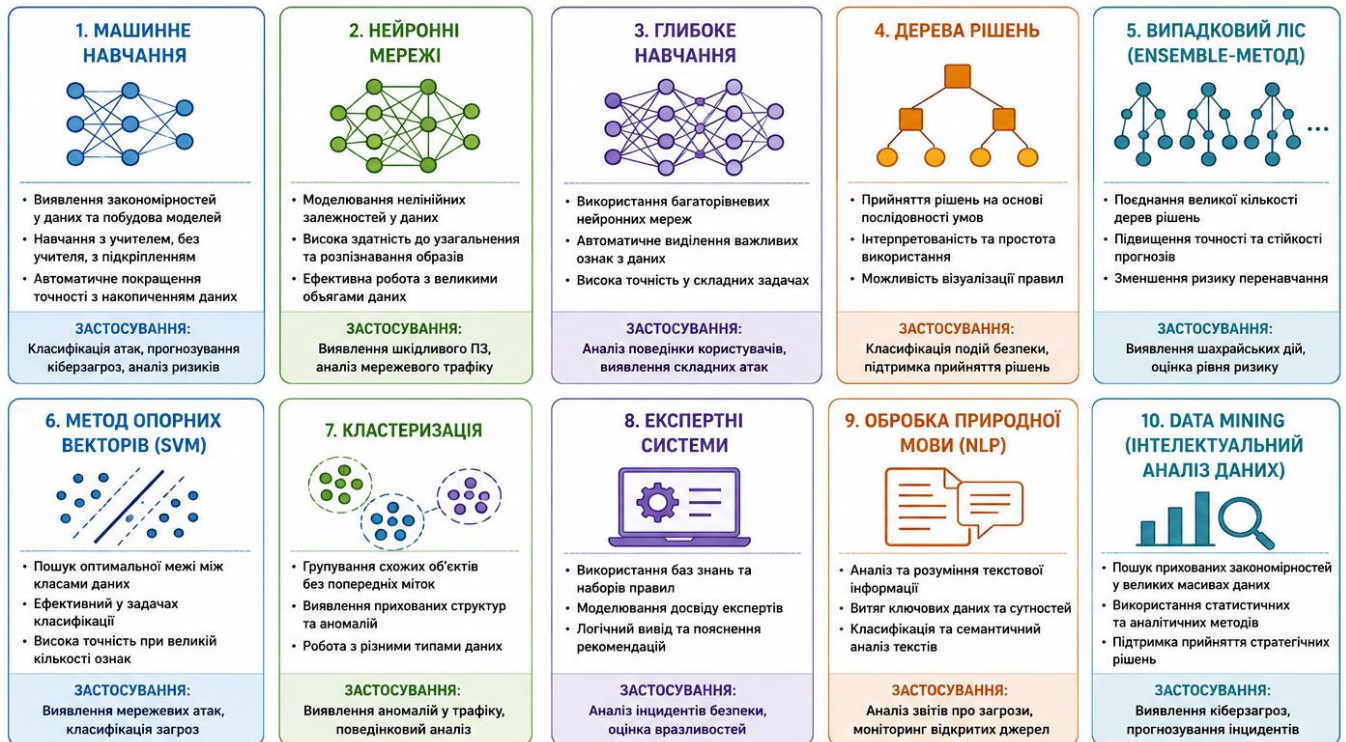 1. МАШИННЕ
НАВЧАННЯ
• Виявлення закономірностей
у даних та побудова моделей
• Навчання з учителем, без
учителя, з підкріпленням
• Автоматичне покращення
точності з накопиченням даних
ЗАСТОСУВАННЯ:
Класифікація атак, прогнозування
кіберзагроз, аналіз ризиків
2. НЕЙРОННІ
МЕРЕЖІ
• Моделювання нелінійних
залежностей у даних
• Висока здатність до узагальнення
та розпізнавання образів
• Ефективна робота з великими
объягами даних
ЗАСТОСУВАННЯ:
Виявлення шкідливого ПЗ,
аналіз мережевого трафіку
3. ГЛИБОКЕ
НАВЧАННЯ
• Використання багаторівневих
нейронних мереж
• Автоматичне виділення важливих
ознак з даних
• Висока точність у складних задачах
ЗАСТОСУВАННЯ:
Аналіз поведінки користувачів,
виявлення складних атак
4. ДЕРЕВА РІШЕНЬ
• Прийняття рішень на основі
послідовності умов
• Інтерпретованість та простота
використання
• Можливість візуалізації правил
ЗАСТОСУВАННЯ:
Класифікація подій безпеки,
підтримка прийняття рішень
5. ВИПАДКОВИЙ ЛІС
(ENSEMBLE-МЕТОД)
...
• Поєднання великої кількості
дерев рішень
• Підвищення точності та стійкості
прогнозів
• Зменшення ризику перенавчання
ЗАСТОСУВАННЯ:
Виявлення шахрайських дій,
оцінка рівня ризику
6. МЕТОД ОПОРНИХ
ВЕКТОРІВ (SVM)
• Пошук оптимальної межі між
класами даних
• Ефективний у задачах
класифікації
• Висока точність при великій
кількості ознак
ЗАСТОСУВАННЯ:
Виявлення мережевих атак,
класифікація загроз
7. КЛАСТЕРИЗАЦІЯ
• Групування схожих об'єктів
без попередніх міток
• Виявлення прихованих структур
та аномалій
• Робота з різними типами даних
ЗАСТОСУВАННЯ:
Виявлення аномалій у трафіку,
поведінковий аналіз
8. ЕКСПЕРТНІ
СИСТЕМИ
• Використання баз знань та
наборів правил
• Моделювання досвіду експертів
• Логічний вивід та пояснення
рекомендацій
ЗАСТОСУВАННЯ:
Аналіз інцидентів безпеки,
оцінка вразливостей
9. ОБРОБКА ПРИРОДНОЇ
МОВИ (NLP)
• Аналіз та розуміння текстової
інформації
• Витяг ключових даних та сутностей
• Класифікація та семантичний
аналіз текстів
ЗАСТОСУВАННЯ:
Аналіз звітів про загрози,
моніторинг відкритих джерел
10. DATA MINING
(ІНТЕЛЕКТУАЛЬНИЙ
АНАЛІЗ ДАНИХ)
• Пошук прихованих закономірностей
у великих масивах даних
• Використання статистичних
та аналітичних методів
• Підтримка прийняття стратегічних
рішень
ЗАСТОСУВАННЯ:
Виявлення кіберзагроз,
прогнозування інцидентів